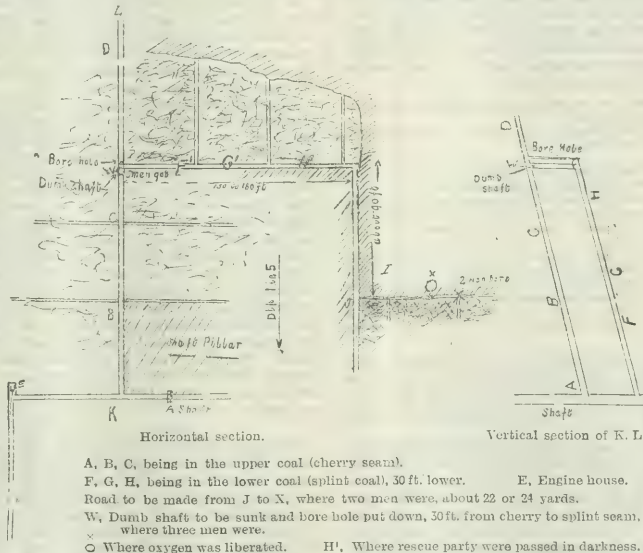 L
D
Bore hole
Dumb shaft
3 men got
E
G'
H'
150 to 160 ft
about 90 ft
C
I
X
2 men here
Dip 1 in 5
B
Shaft Pillar
K
A Shaft
D
Bore Hole
W
Dumb
shaft
H
C
G
B
F
A
Shaft
Horizontal section.
Vertical section of K. L
A, B, C, being in the upper coal (cherry seam).
F, G, H, being in the lower coal (splint coal), 30 ft. lower. E, Engine house.
Road to be made from J to X, where two men were, about 22 or 24 yards.
W, Dumb shaft to be sunk and bore hole put down, 30 ft. from cherry to splint seam,
where three men were.
x
O Where oxygen was liberated. H', Where rescue party were passed in darkness.